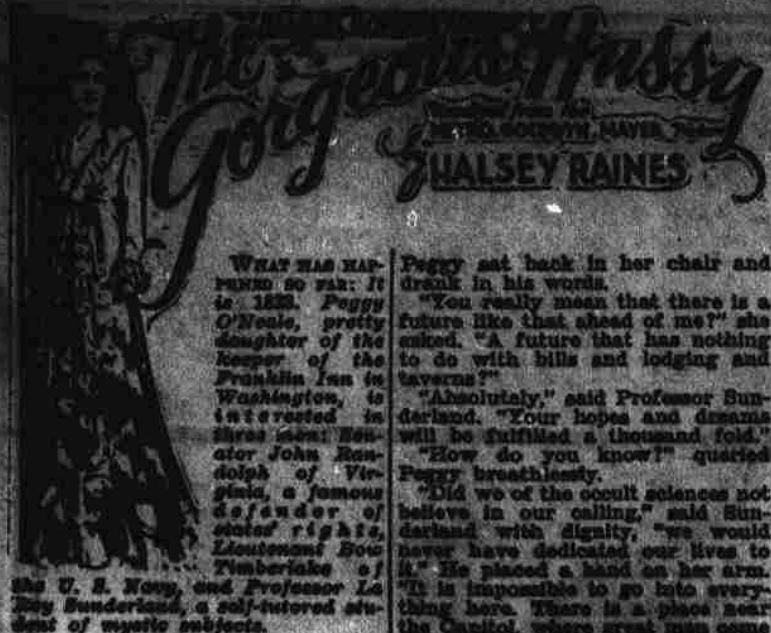 The
Gorgeous Hussy
METRO-GOLDWYN-MAYER
HALSEY RAINES
WHAT HAS HAP-
PENED SO FAR: It
is Peggy
O'Neale, pretty
daughter of the
keeper of the
Franklin Inn in
Washington, is
interested in
three men: Sen-
ator John Ran-
dolph of Vir-
ginia, a famous
defender of
states' rights,
Lieutenant Bow
Timberlake of
the U. S. Navy, and Professor La
Roy Sunderland, a self-tutored stu-
dent of mystic subjects.
Peggy sat back in her chair and
drank in his words.
"You really mean that there is a
future like that ahead of me?" she
asked. "A future that has nothing
to do with bills and lodging and
taverns?"
"Absolutely," said Professor Sun-
derland. "Your hopes and dreams
will be fulfilled a thousand fold."
"How do you know?" queried
Peggy breathlessly.
"Did we of the occult sciences not
believe in our calling," said Sun-
derland with dignity, "we would
never have dedicated our lives to
it." He placed a hand on her arm.
"It is impossible to go into every-
thing here. There is a place near
the Capitol, where great men